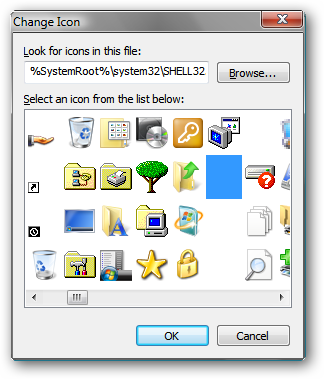 Change Icon
Look for icons in this file:
%SystemRoot%\system32\SHELL32
Browse...
Select an icon from the list below:
A
OK
Cancel